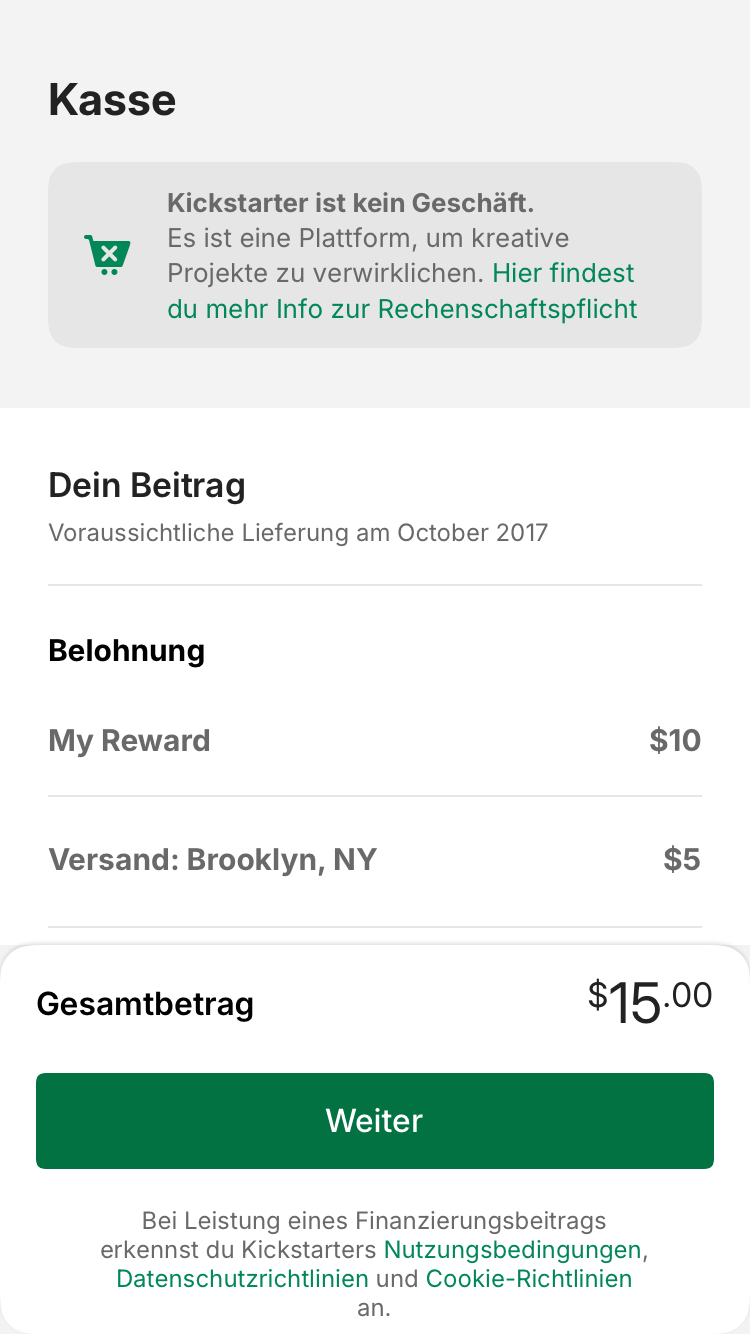 Kasse
Kickstarter ist kein Geschäft.
Es ist eine Plattform, um kreative
Projekte zu verwirklichen. Hier findest
du mehr Info zur Rechenschaftspflicht
Dein Beitrag
Voraussichtliche Lieferung am October 2017
Belohnung
My Reward $10
Versand: Brooklyn, NY $5
Gesamtbetrag $15.00
Weiter
Bei Leistung eines Finanzierungsbeitrags
erkennst du Kickstarters Nutzungsbedingungen,
Datenschutzrichtlinien und Cookie-Richtlinien
an.